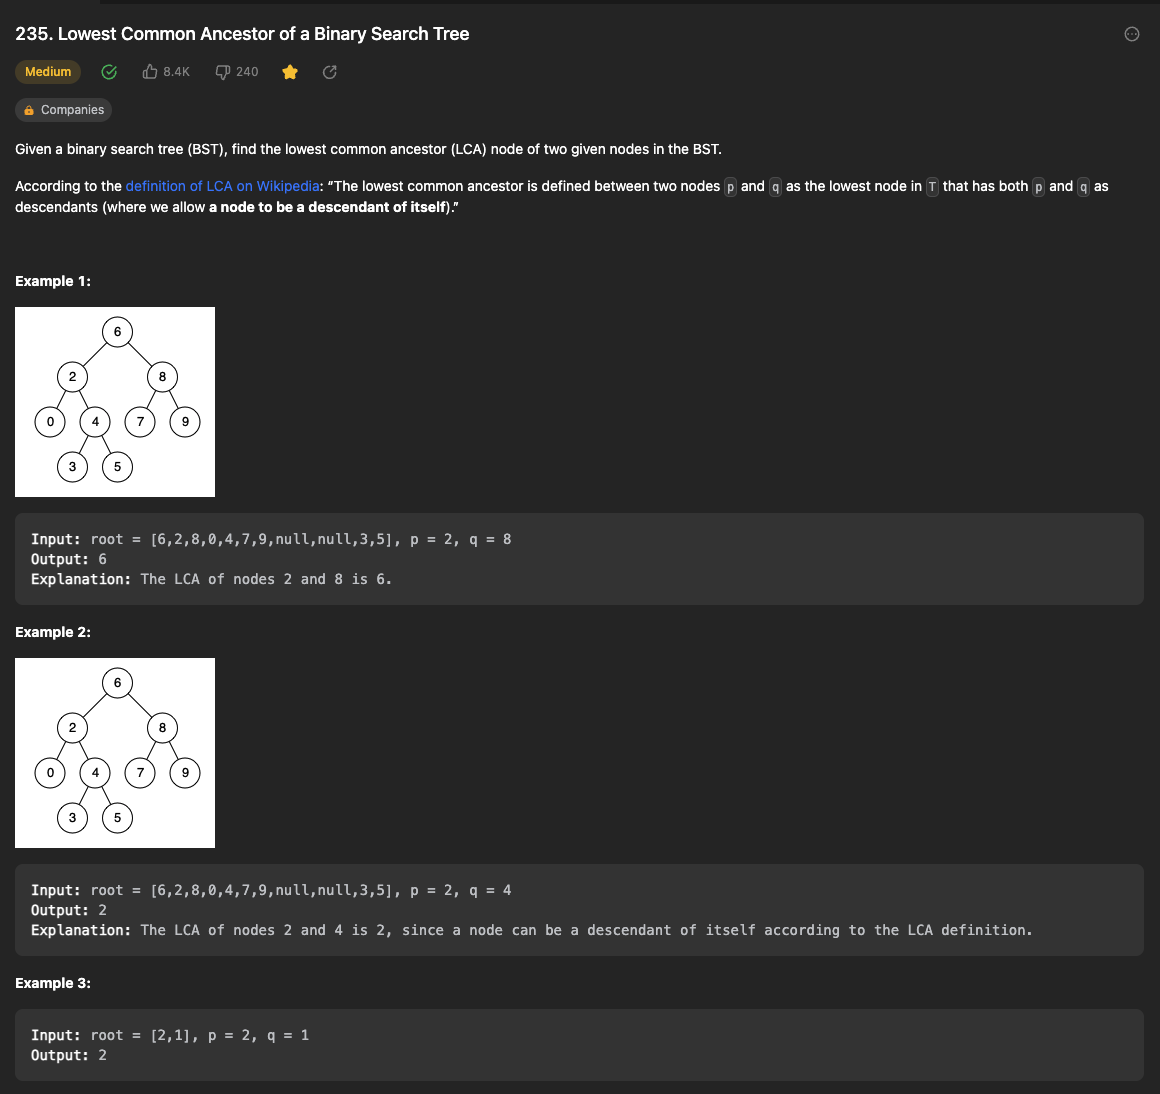 235. Lowest Common Ancestor of a Binary Search Tree
Medium 8.4K 240
Companies
Given a binary search tree (BST), find the lowest common ancestor (LCA) node of two given nodes in the BST.
According to the definition of LCA on Wikipedia: “The lowest common ancestor is defined between two nodes p and q as the lowest node in T that has both p and q as
descendants (where we allow a node to be a descendant of itself).”
Example 1:
6
2 8
0 4 7 9
3 5
Input: root = [6,2,8,0,4,7,9,null,null,3,5], p = 2, q = 8
Output: 6
Explanation: The LCA of nodes 2 and 8 is 6.
Example 2:
6
2 8
0 4 7 9
3 5
Input: root = [6,2,8,0,4,7,9,null,null,3,5], p = 2, q = 4
Output: 2
Explanation: The LCA of nodes 2 and 4 is 2, since a node can be a descendant of itself according to the LCA definition.
Example 3:
Input: root = [2,1], p = 2, q = 1
Output: 2